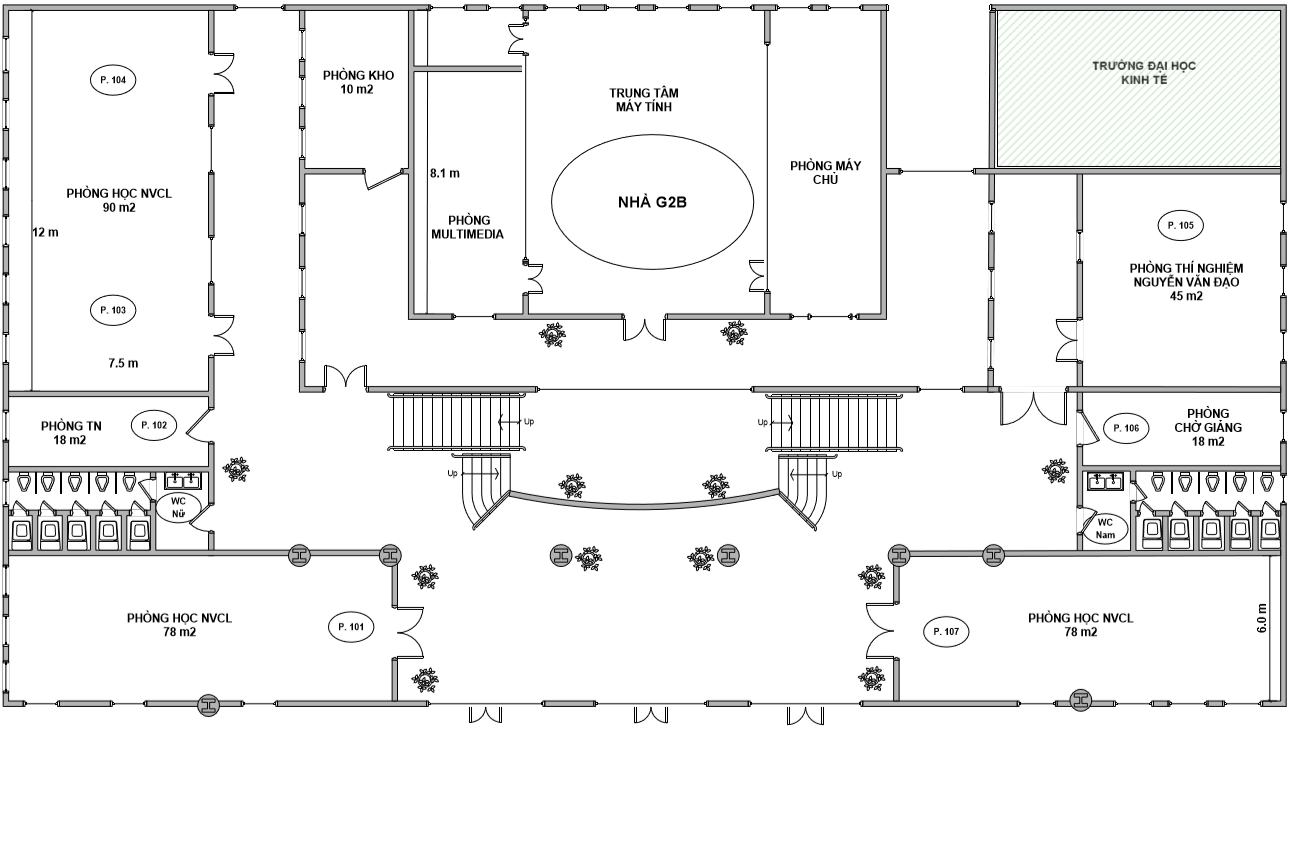 P. 104
PHÒNG HỌC NVCL
90 m2
12 m
P. 103
7.5 m
PHÒNG TN
18 m2
P. 102
WC
Nữ
PHÒNG HỌC NVCL
78 m2
P. 101
PHÒNG KHO
10 m2
8.1 m
PHÒNG
MULTIMEDIA
TRUNG TÂM
MÁY TÍNH
NHÀ G2B
PHÒNG MÁY
CHỦ
TRƯỜNG ĐẠI HỌC
KINH TẾ
P. 105
PHÒNG THÍ NGHIỆM
NGUYỄN VĂN ĐẠO
45 m2
Up
Up
Up
Up
P. 106
PHÒNG
CHỜ GIẢNG
18 m2
WC
Nam
P. 107
PHÒNG HỌC NVCL
78 m2
6.0 m